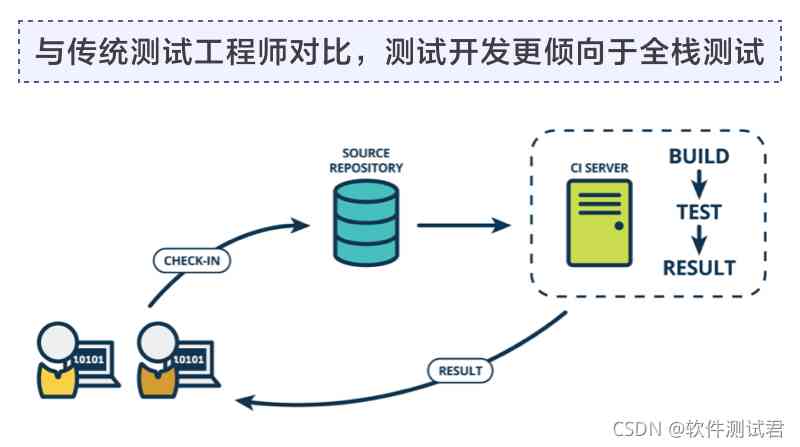 与传统测试工程师对比，测试开发更倾向于全栈测试
SOURCE
REPOSITORY
CI SERVER
BUILD
TEST
RESULT
CHECK-IN
10101
10101
RESULT
CSDN @软件测试君